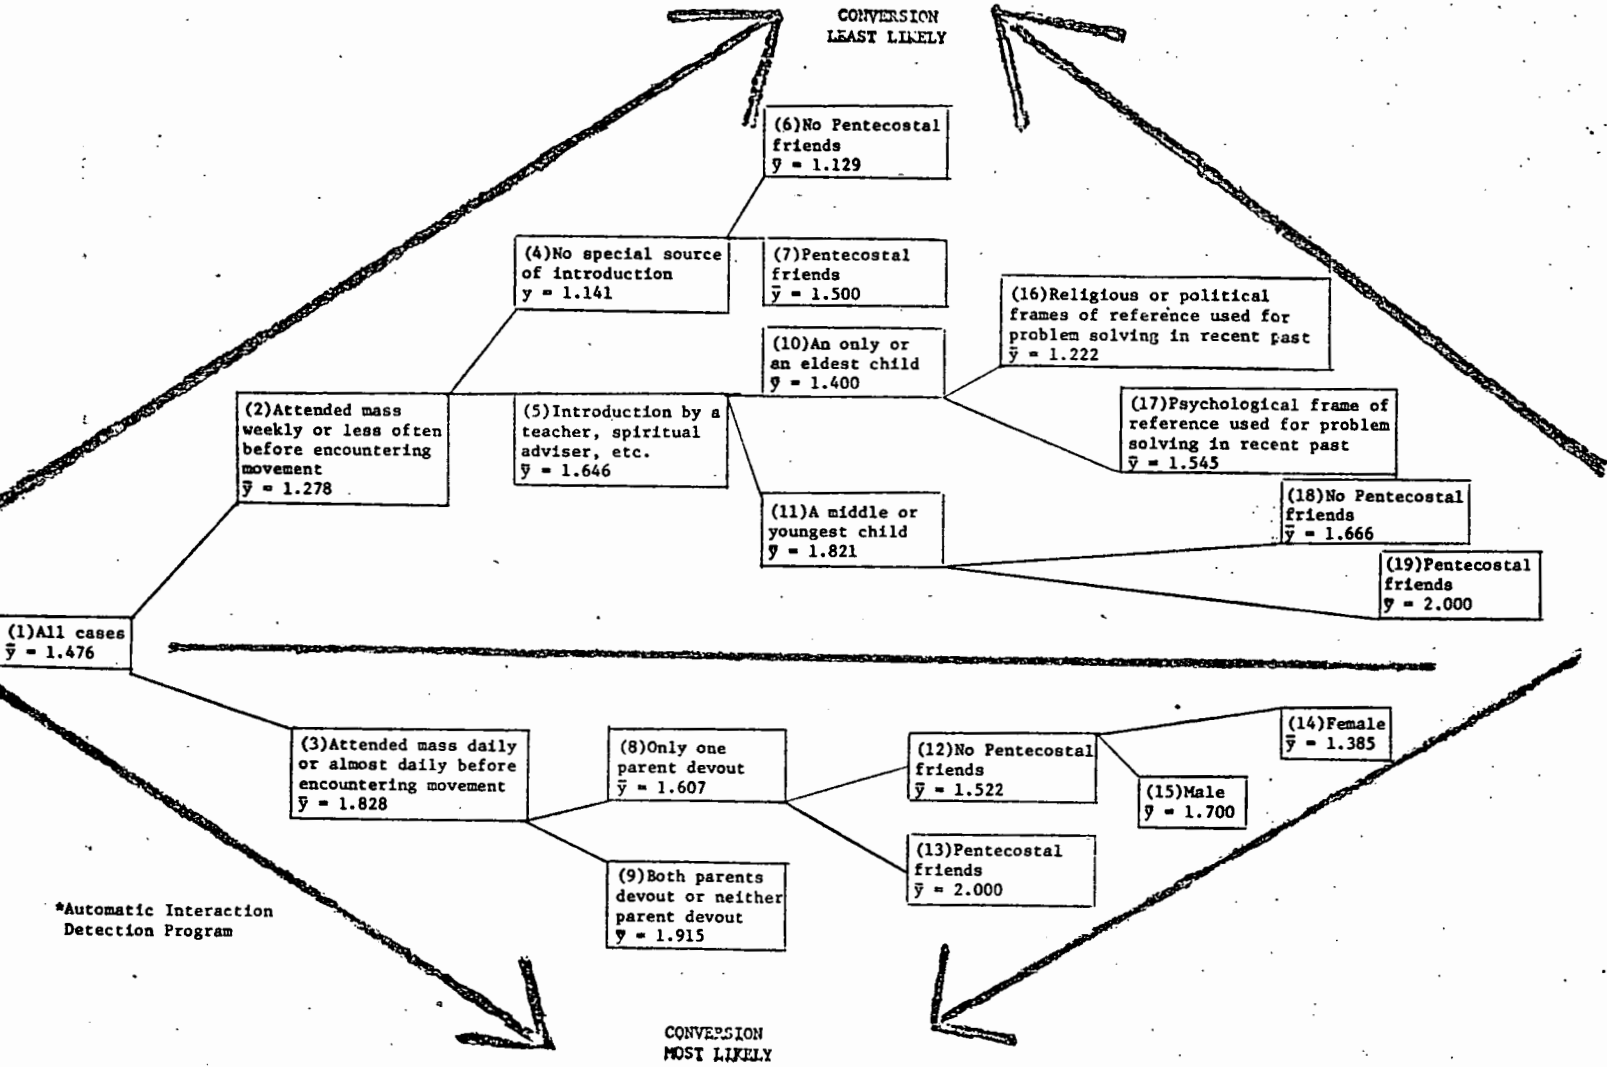 CONVERSION
LEAST LIKELY
(6)No Pentecostal
friends
ȳ = 1.129
(4)No special source
of introduction
y = 1.141
(7)Pentecostal
friends
ȳ = 1.500
(16)Religious or political
frames of reference used for
problem solving in recent past
ȳ = 1.222
(10)An only or
an eldest child
ȳ = 1.400
(2)Attended mass
weekly or less often
before encountering
movement
ȳ = 1.278
(5)Introduction by a
teacher, spiritual
adviser, etc.
ȳ = 1.646
(17)Psychological frame of
reference used for problem
solving in recent past
ȳ = 1.545
(11)A middle or
youngest child
ȳ = 1.821
(18)No Pentecostal
friends
ȳ = 1.666
(19)Pentecostal
friends
ȳ = 2.000
(1)All cases
ȳ = 1.476
(3)Attended mass daily
or almost daily before
encountering movement
ȳ = 1.828
(8)Only one
parent devout
ȳ = 1.607
(12)No Pentecostal
friends
ȳ = 1.522
(14)Female
ȳ = 1.385
(15)Male
ȳ = 1.700
(13)Pentecostal
friends
ȳ = 2.000
(9)Both parents
devout or neither
parent devout
ȳ = 1.915
*Automatic Interaction
Detection Program
CONVERSION
MOST LIKELY